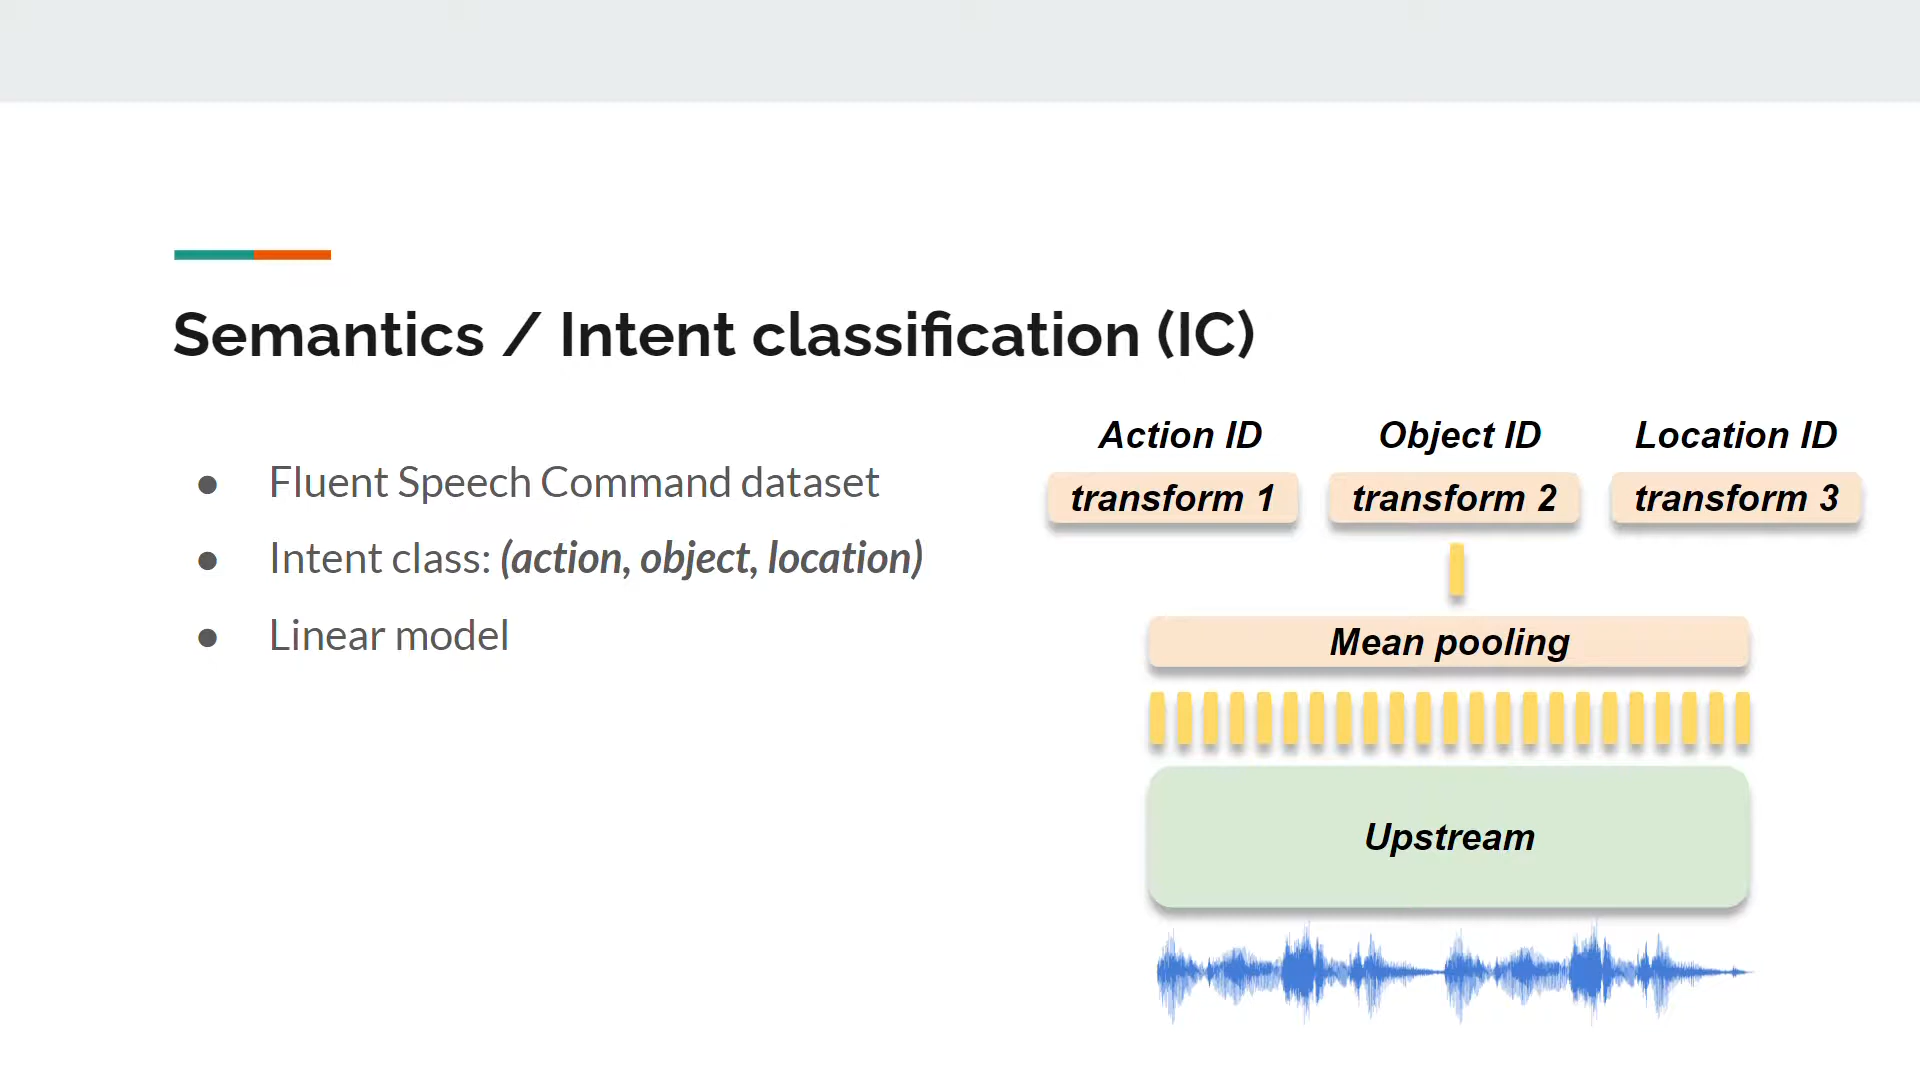 Semantics / Intent classification (IC)
● Fluent Speech Command dataset
● Intent class: (action, object, location)
● Linear model
Action ID Object ID Location ID
transform 1 transform 2 transform 3
Mean pooling
Upstream